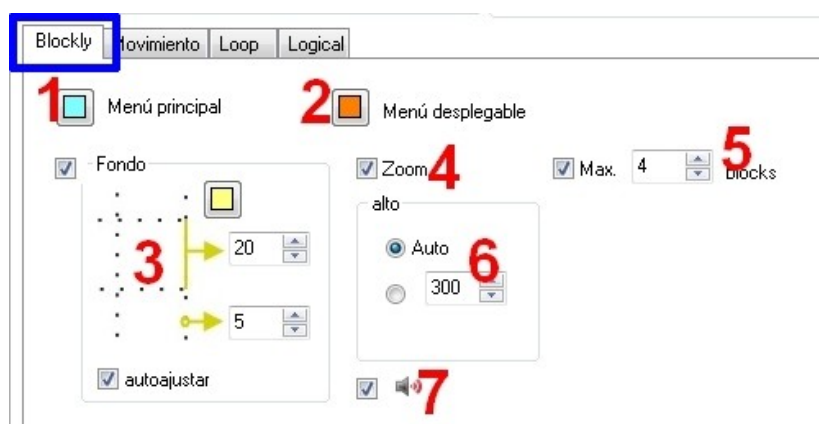 Blockly Movimiento Loop Logical
1 Menú principal 2 Menú desplegable
Fondo Zoom 4 Max. 4 5 blocks
alto
3 20 Auto 6
300
5
autoajustar 7